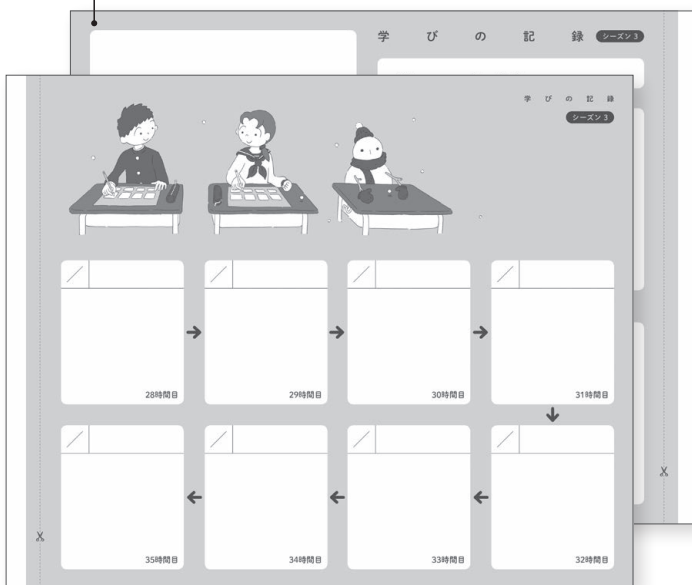 学びの記録 シーズン3
学びの記録
シーズン3
28時間目
29時間目
30時間目
31時間目
35時間目
34時間目
33時間目
32時間目